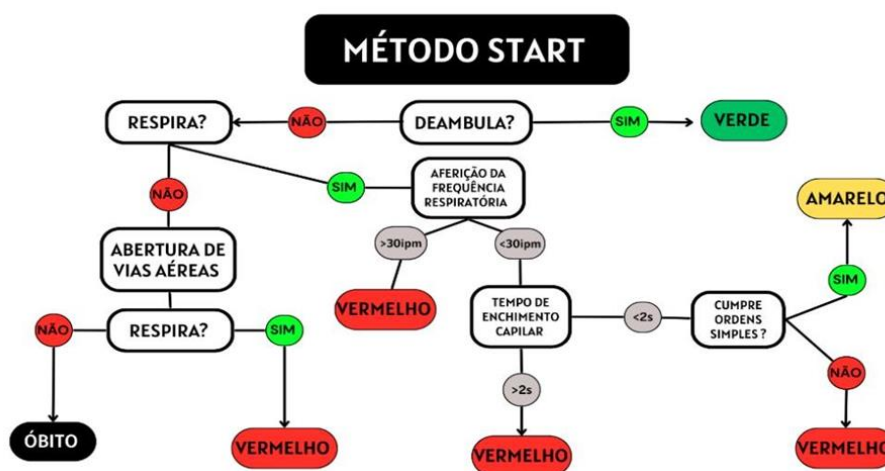 MÉTODO START
RESPIRA?
NÃO
DEAMBULA?
SIM
VERDE
NÃO
SIM
AFERIÇÃO DA
FREQUÊNCIA
RESPIRATÓRIA
AMARELO
ABERTURA DE
VIAS AÉREAS
>30ipm
<30ipm
SIM
VERMELHO
TEMPO DE
ENCHIMENTO
CAPILAR
<2s
CUMPRE
ORDENS
SIMPLES ?
NÃO
RESPIRA?
SIM
NÃO
>2s
ÓBITO
VERMELHO
VERMELHO
VERMELHO